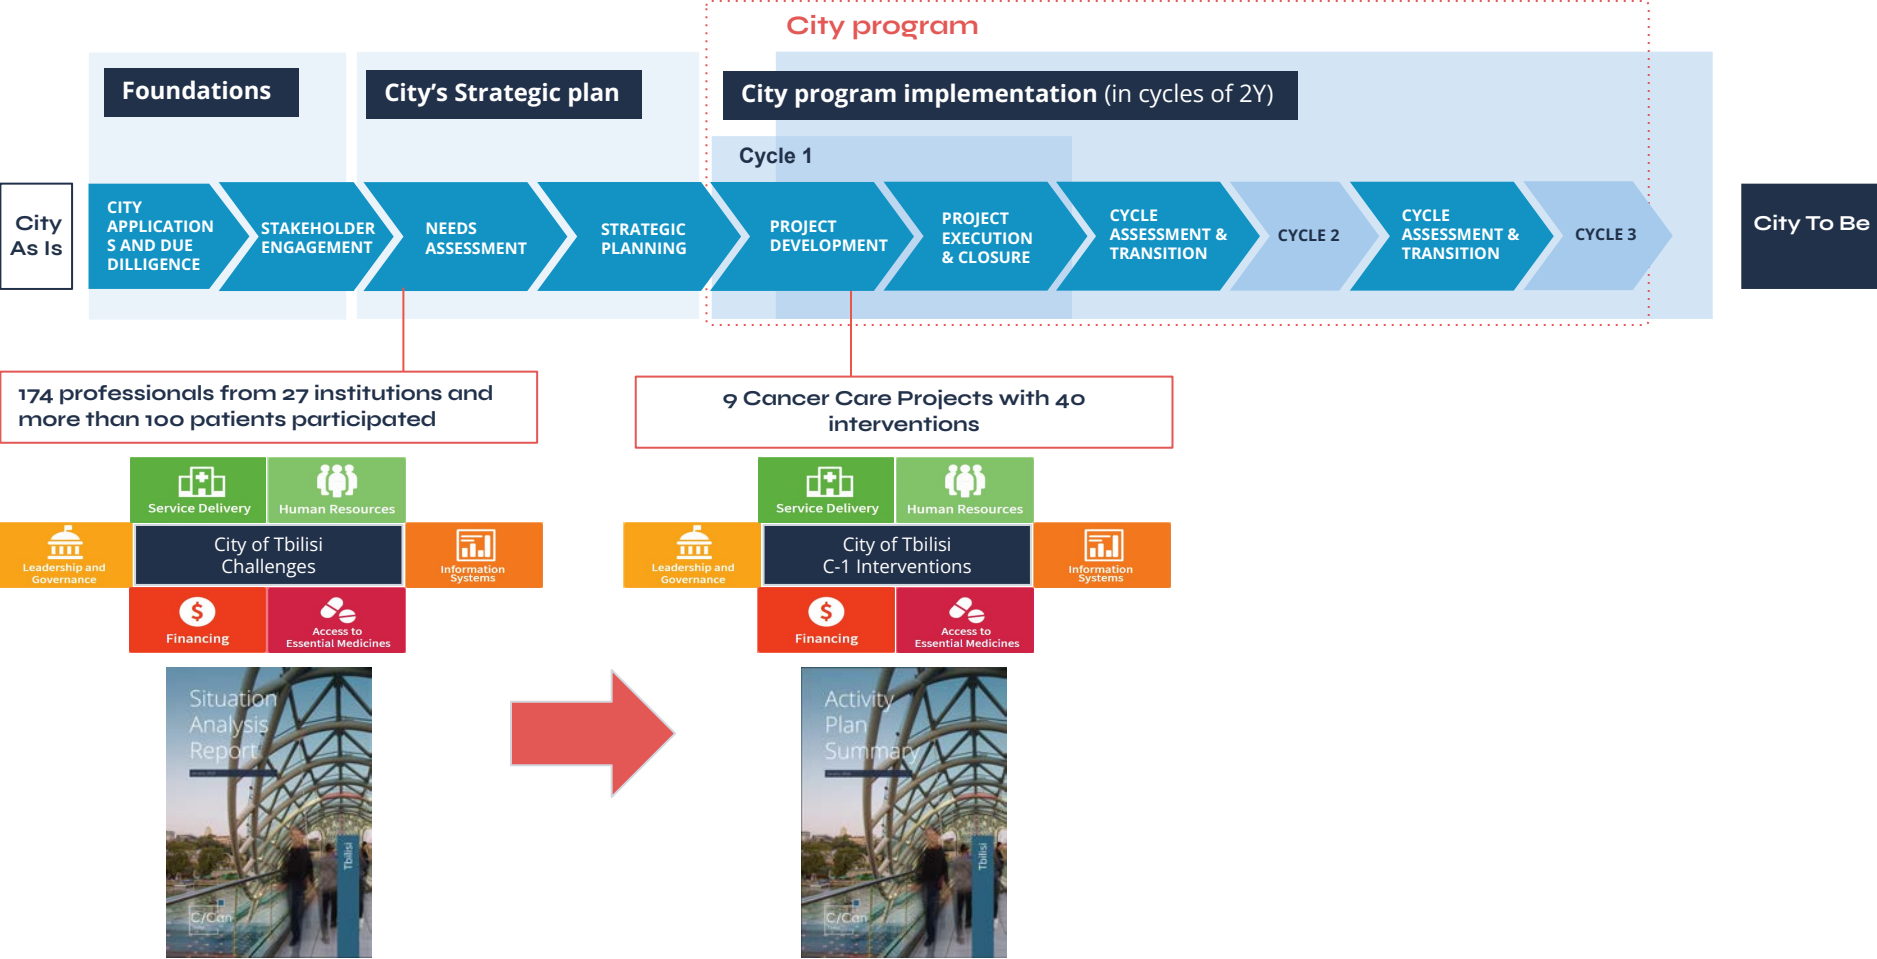 City program
Foundations
City's Strategic plan
City program implementation (in cycles of 2Y)
Cycle 1
City
As Is
CITY
APPLICATION
S AND DUE
DILLIGENCE
STAKEHOLDER
ENGAGEMENT
NEEDS
ASSESSMENT
STRATEGIC
PLANNING
PROJECT
DEVELOPMENT
PROJECT
EXECUTION
& CLOSURE
CYCLE
ASSESSMENT &
TRANSITION
CYCLE 2
CYCLE
ASSESSMENT &
TRANSITION
CYCLE 3
City To Be
174 professionals from 27 institutions and
more than 100 patients participated
9 Cancer Care Projects with 40
interventions
Service Delivery
Human Resources
Leadership and
Governance
City of Tbilisi
Challenges
Information
Systems
Financing
Access to
Essential Medicines
Service Delivery
Human Resources
Leadership and
Governance
City of Tbilisi
C-1 Interventions
Information
Systems
Financing
Access to
Essential Medicines
Situation
Analysis
Report
Tbilisi
C/Can
Activity
Plan
Summary
Tbilisi
C/Can